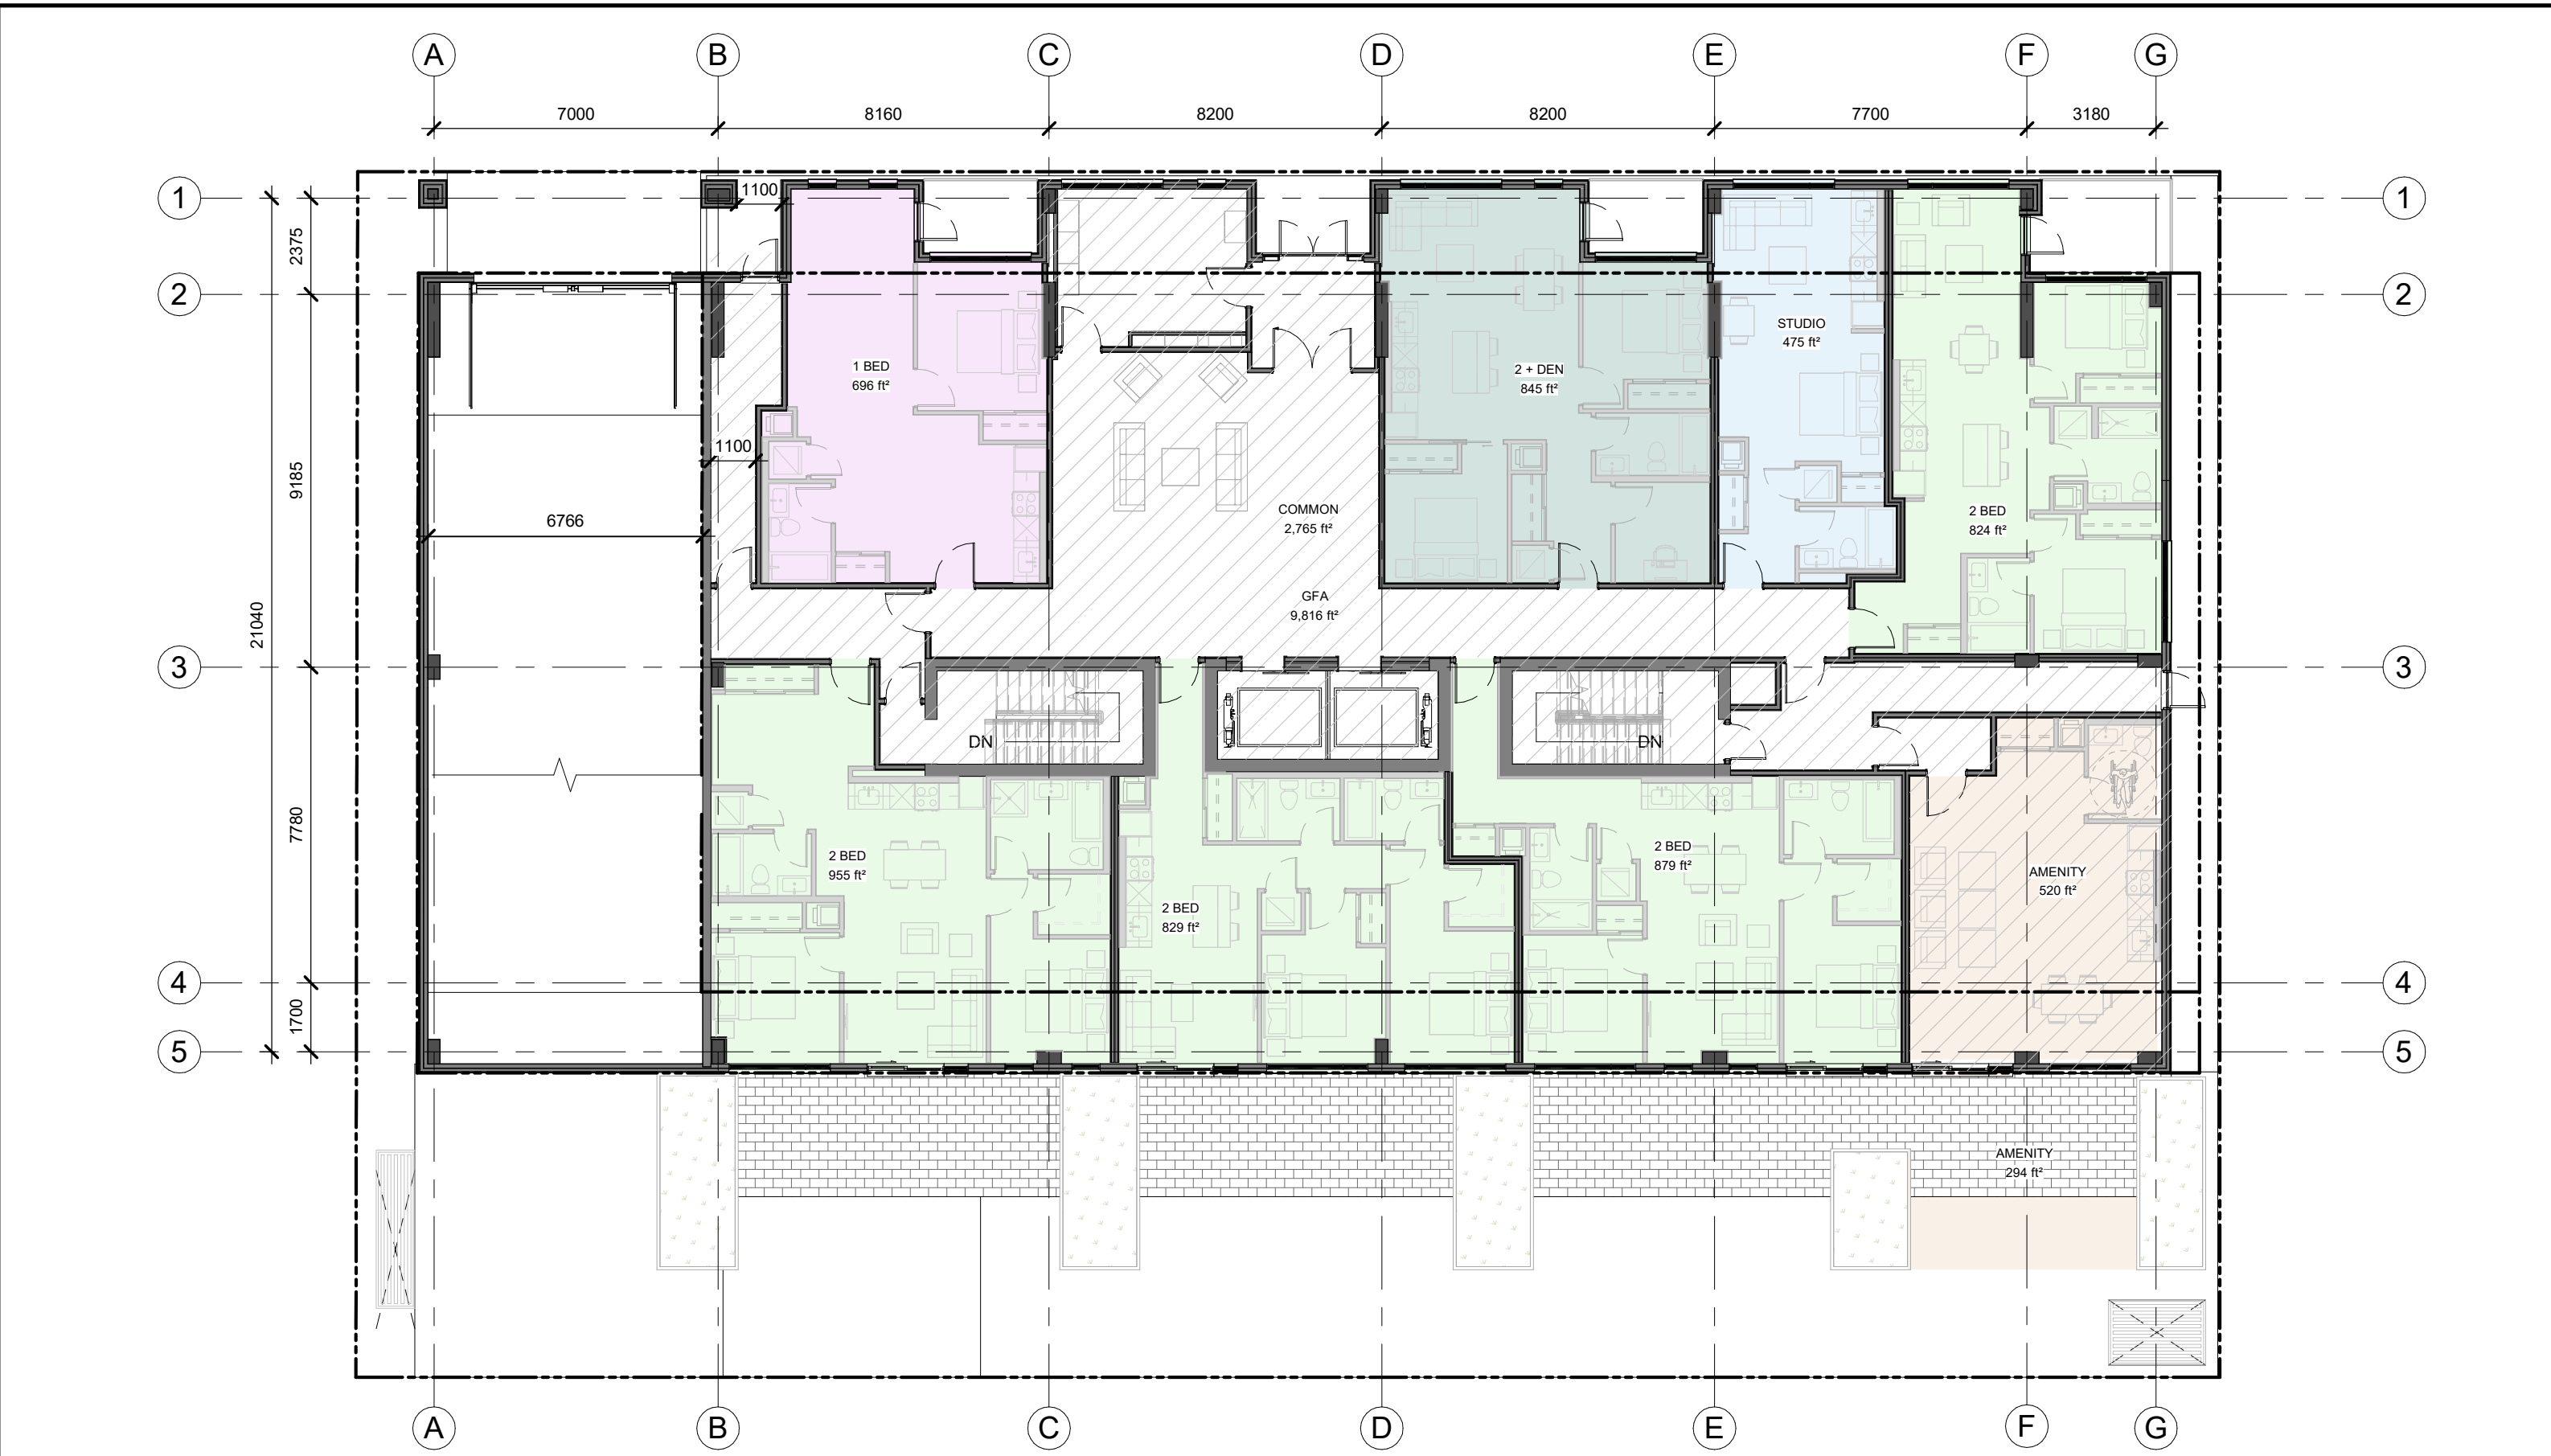 A B C D E F G
7000 8160 8200 8200 7700 3180
1 1100 1
2375
2 2
STUDIO
475 ft²
1 BED
696 ft²
2 + DEN
845 ft²
1100
9185
6766
COMMON
2,765 ft²
2 BED
824 ft²
GFA
9,816 ft²
21040
3 3
DN DN
7780
2 BED
955 ft²
2 BED
879 ft²
AMENITY
520 ft²
2 BED
829 ft²
4 4
1700
5 5
AMENITY
294 ft²
A B C D E F G